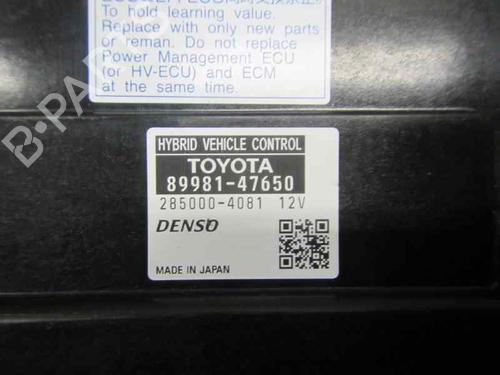 To hold learning value.
Replace with only new parts
or reman. Do not replace
Power Management ECU
(or HV-ECU) and ECM
at the same time.
B-PARTS
HYBRID VEHICLE CONTROL
TOYOTA
89981-47650
285000-4081 12V
DENSO
MADE IN JAPAN